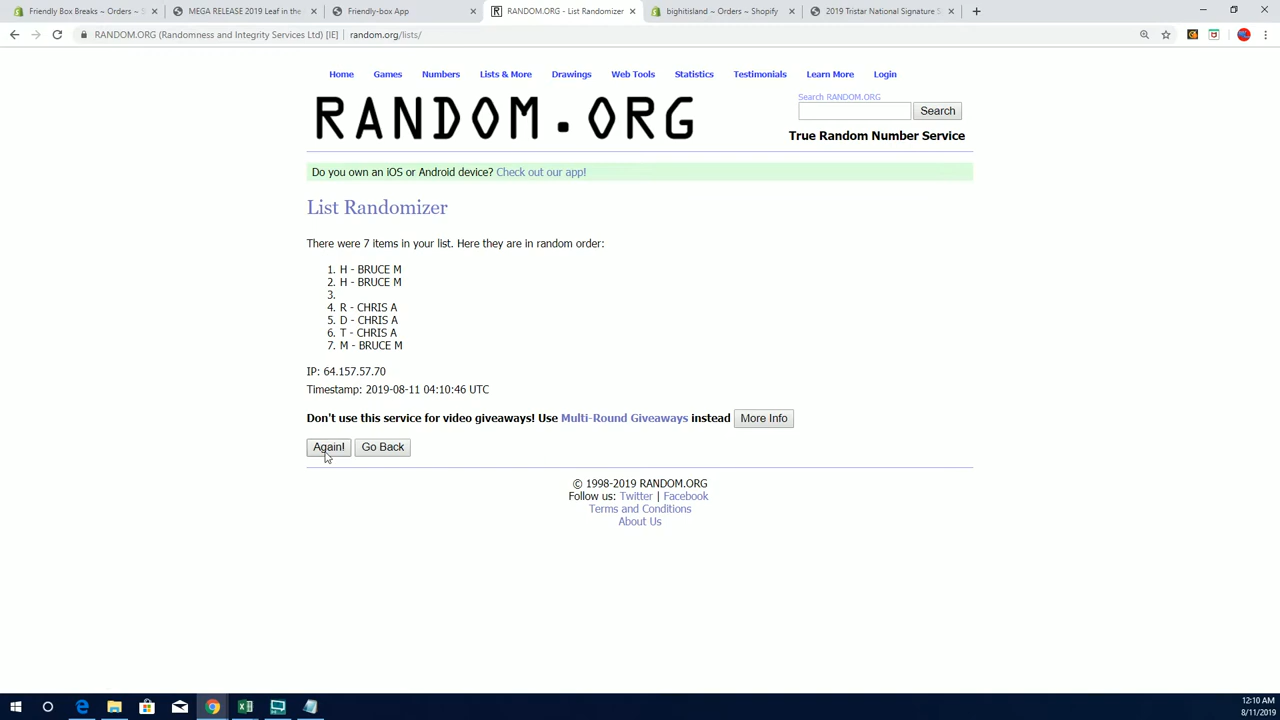 Friendly Box Breaks ~ Orders ~ S
MEGA RELEASE 2019 Leaf in the
Friendly-box App
RANDOM.ORG - List Randomizer
bighitisland ~ Orders ~ Shopify
2019 Tristar National Signature S
RANDOM.ORG (Randomness and Integrity Services Ltd) [IE] | random.org/lists/
Home Games Numbers Lists & More Drawings Web Tools Statistics Testimonials Learn More Login
RANDOM.ORG
Search RANDOM.ORG
Search
True Random Number Service
Do you own an iOS or Android device? Check out our app!
List Randomizer
There were 7 items in your list. Here they are in random order:
1. H - BRUCE M
2. H - BRUCE M
3.
4. R - CHRIS A
5. D - CHRIS A
6. T - CHRIS A
7. M - BRUCE M
IP: 64.157.57.70
Timestamp: 2019-08-11 04:10:46 UTC
Don't use this service for video giveaways! Use Multi-Round Giveaways instead More Info
Again! Go Back
© 1998-2019 RANDOM.ORG
Follow us: Twitter | Facebook
Terms and Conditions
About Us
12:10 AM
8/11/2019